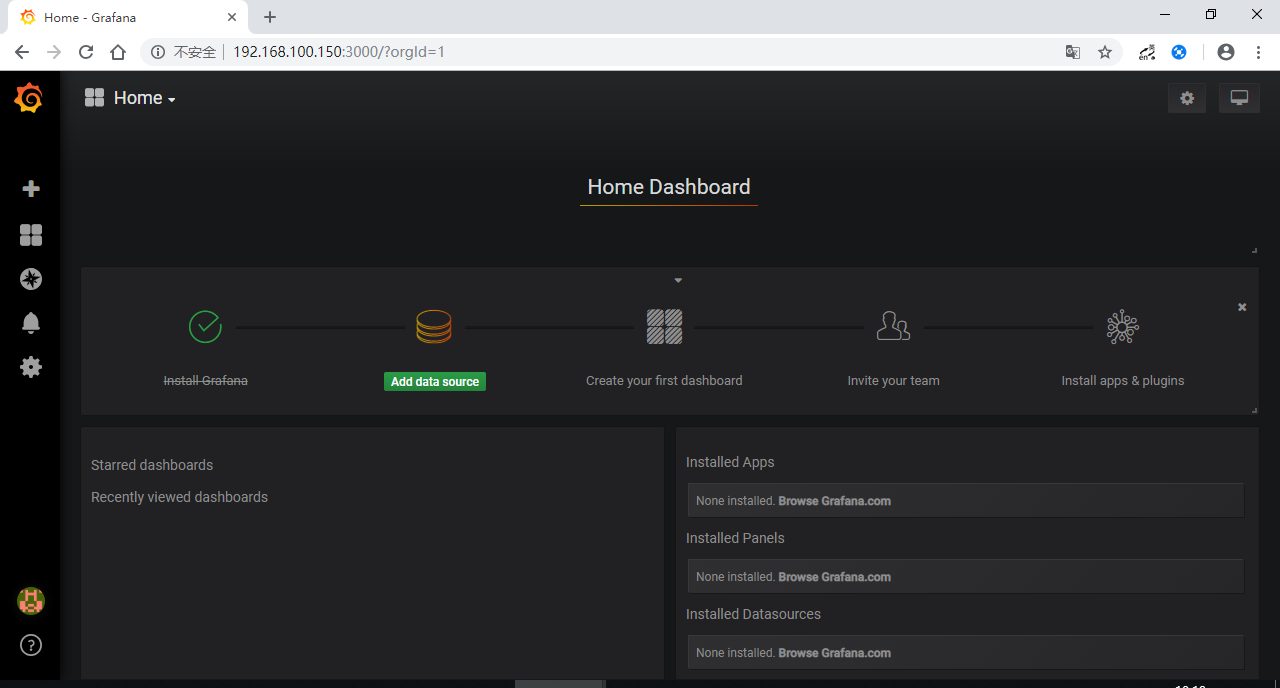 Home - Grafana
不安全
192.168.100.150:3000/?orgId=1
en
Home
Home Dashboard
Install Grafana
Add data source
Create your first dashboard
Invite your team
Install apps & plugins
Starred dashboards
Recently viewed dashboards
Installed Apps
None installed. Browse Grafana.com
Installed Panels
None installed. Browse Grafana.com
Installed Datasources
None installed. Browse Grafana.com